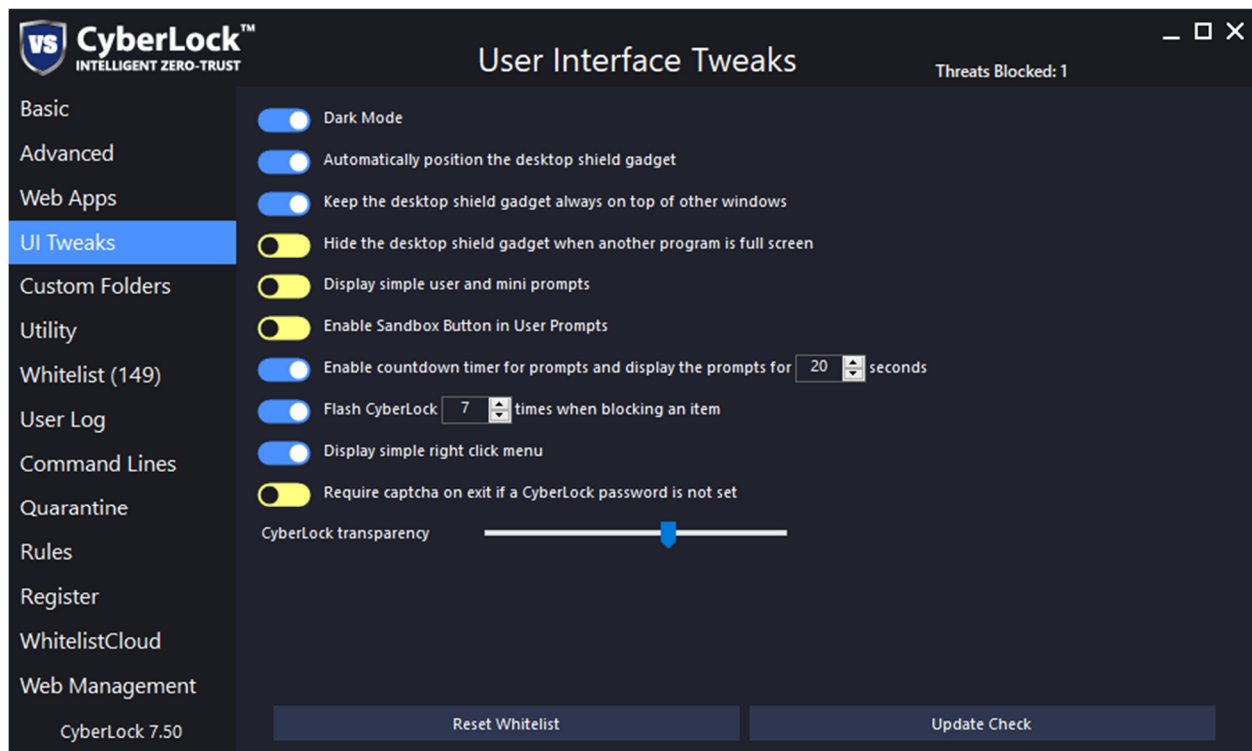 VS CyberLock™
INTELLIGENT ZERO-TRUST
User Interface Tweaks
Threats Blocked: 1
Basic
Advanced
Web Apps
UI Tweaks
Custom Folders
Utility
Whitelist (149)
User Log
Command Lines
Quarantine
Rules
Register
WhitelistCloud
Web Management
CyberLock 7.50
Dark Mode
Automatically position the desktop shield gadget
Keep the desktop shield gadget always on top of other windows
Hide the desktop shield gadget when another program is full screen
Display simple user and mini prompts
Enable Sandbox Button in User Prompts
Enable countdown timer for prompts and display the prompts for 20 seconds
Flash CyberLock 7 times when blocking an item
Display simple right click menu
Require captcha on exit if a CyberLock password is not set
CyberLock transparency
Reset Whitelist
Update Check